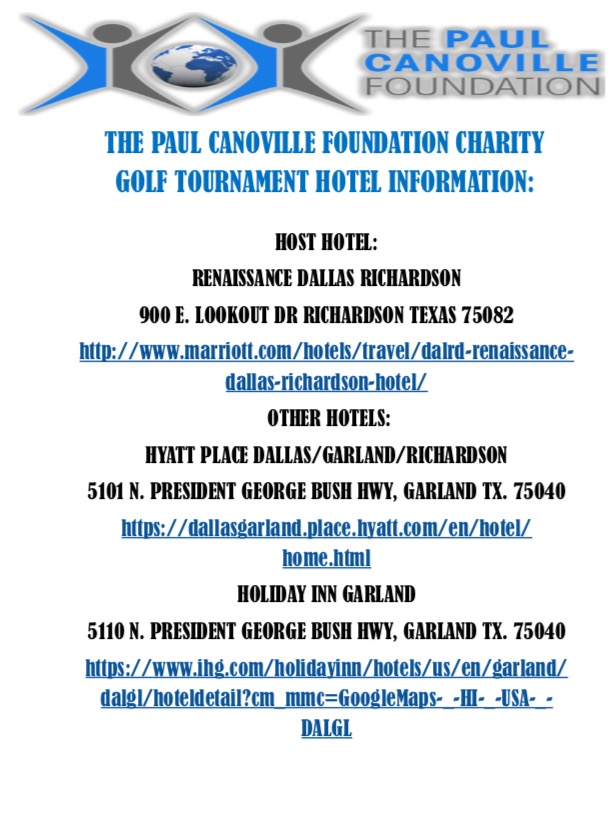 THE PAUL
CANOVILLE
FOUNDATION
THE PAUL CANOVILLE FOUNDATION CHARITY
GOLF TOURNAMENT HOTEL INFORMATION:
HOST HOTEL:
RENAISSANCE DALLAS RICHARDSON
900 E. LOOKOUT DR RICHARDSON TEXAS 75082
http://www.marriott.com/hotels/travel/dalrd-renaissance-
dallas-richardson-hotel/
OTHER HOTELS:
HYATT PLACE DALLAS/GARLAND/RICHARDSON
5101 N. PRESIDENT GEORGE BUSH HWY, GARLAND TX. 75040
https://dallasgarland.place.hyatt.com/en/hotel/
home.html
HOLIDAY INN GARLAND
5110 N. PRESIDENT GEORGE BUSH HWY, GARLAND TX. 75040
https://www.ihg.com/holidayinn/hotels/us/en/garland/
dalgl/hoteldetail?cm_mmc=GoogleMaps-_-HI-_-USA-_-
DALGL